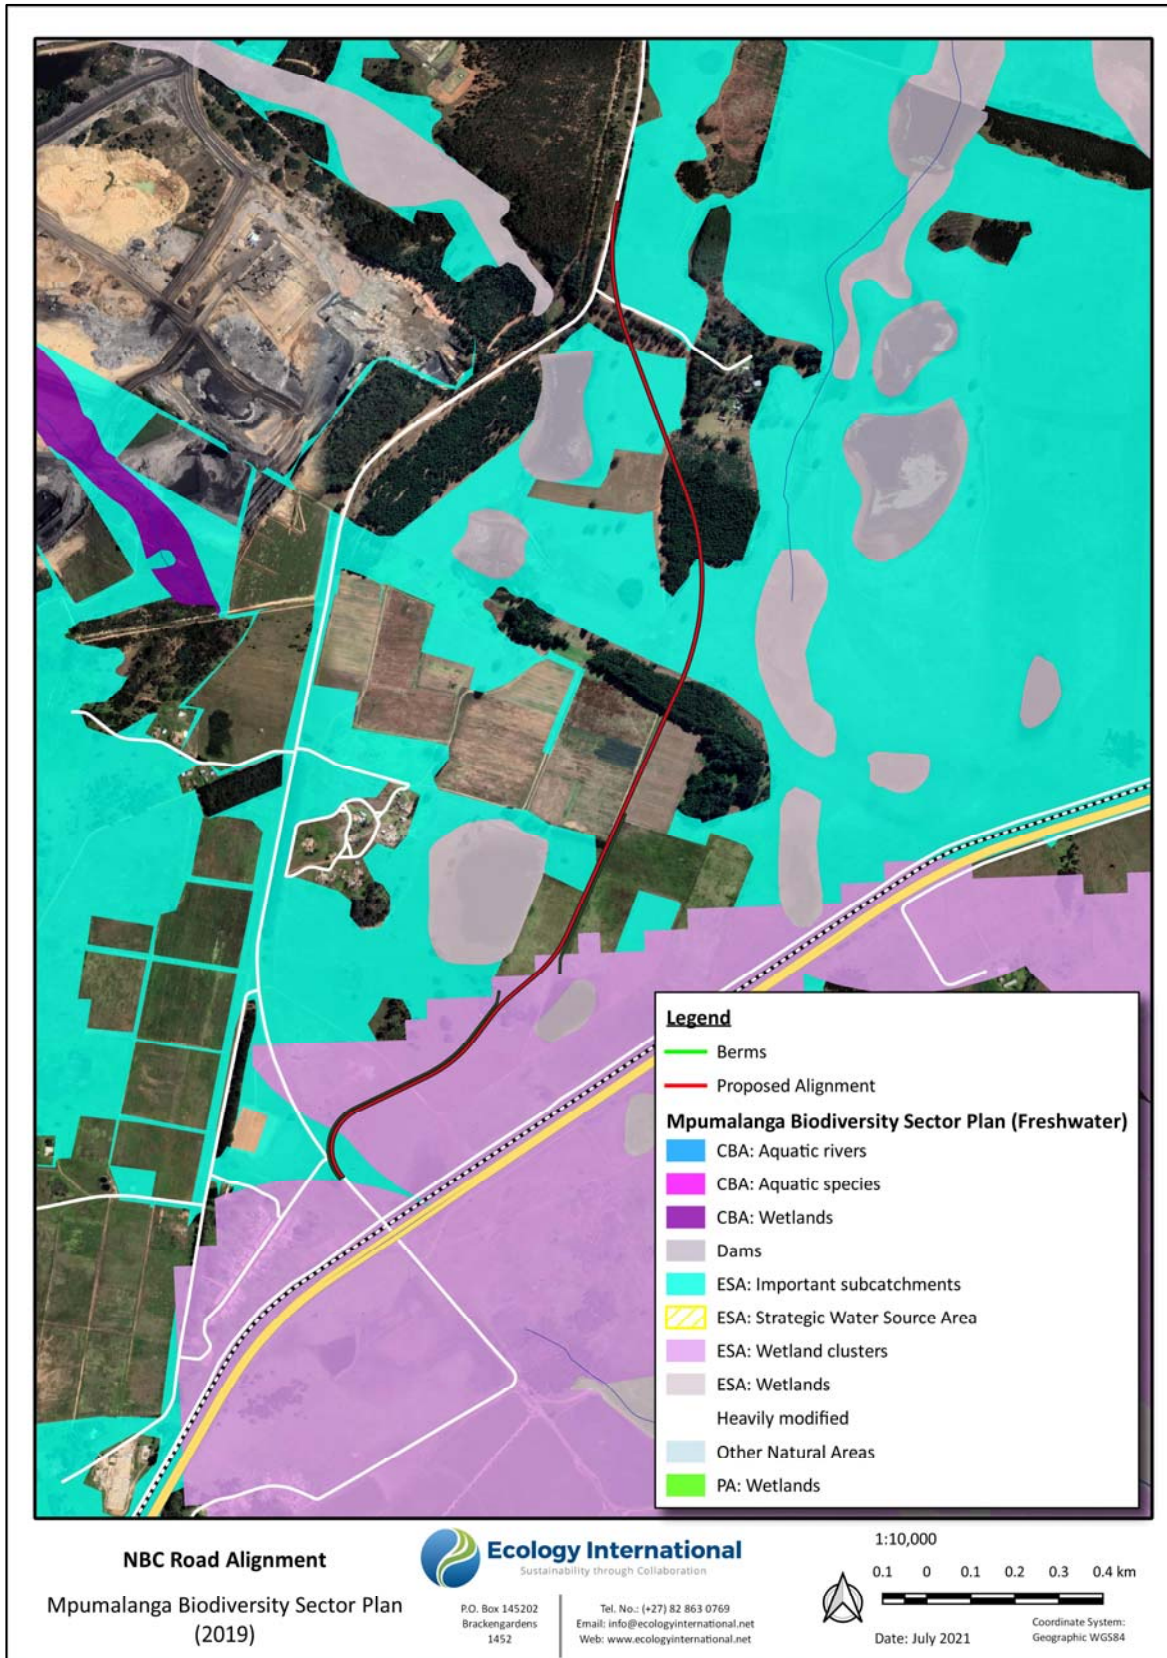 Legend
Berms
Proposed Alignment
Mpumalanga Biodiversity Sector Plan (Freshwater)
CBA: Aquatic rivers
CBA: Aquatic species
CBA: Wetlands
Dams
ESA: Important subcatchments
ESA: Strategic Water Source Area
ESA: Wetland clusters
ESA: Wetlands
Heavily modified
Other Natural Areas
PA: Wetlands
NBC Road Alignment
Mpumalanga Biodiversity Sector Plan
(2019)
Ecology International
Sustainability through Collaboration
P.O. Box 145202
Brackengardens
1452
Tel. No.: (+27) 82 863 0769
Email: info@ecologyinternational.net
Web: www.ecologyinternational.net
1:10,000
0.1 0 0.1 0.2 0.3 0.4 km
Date: July 2021
Coordinate System:
Geographic WGS84